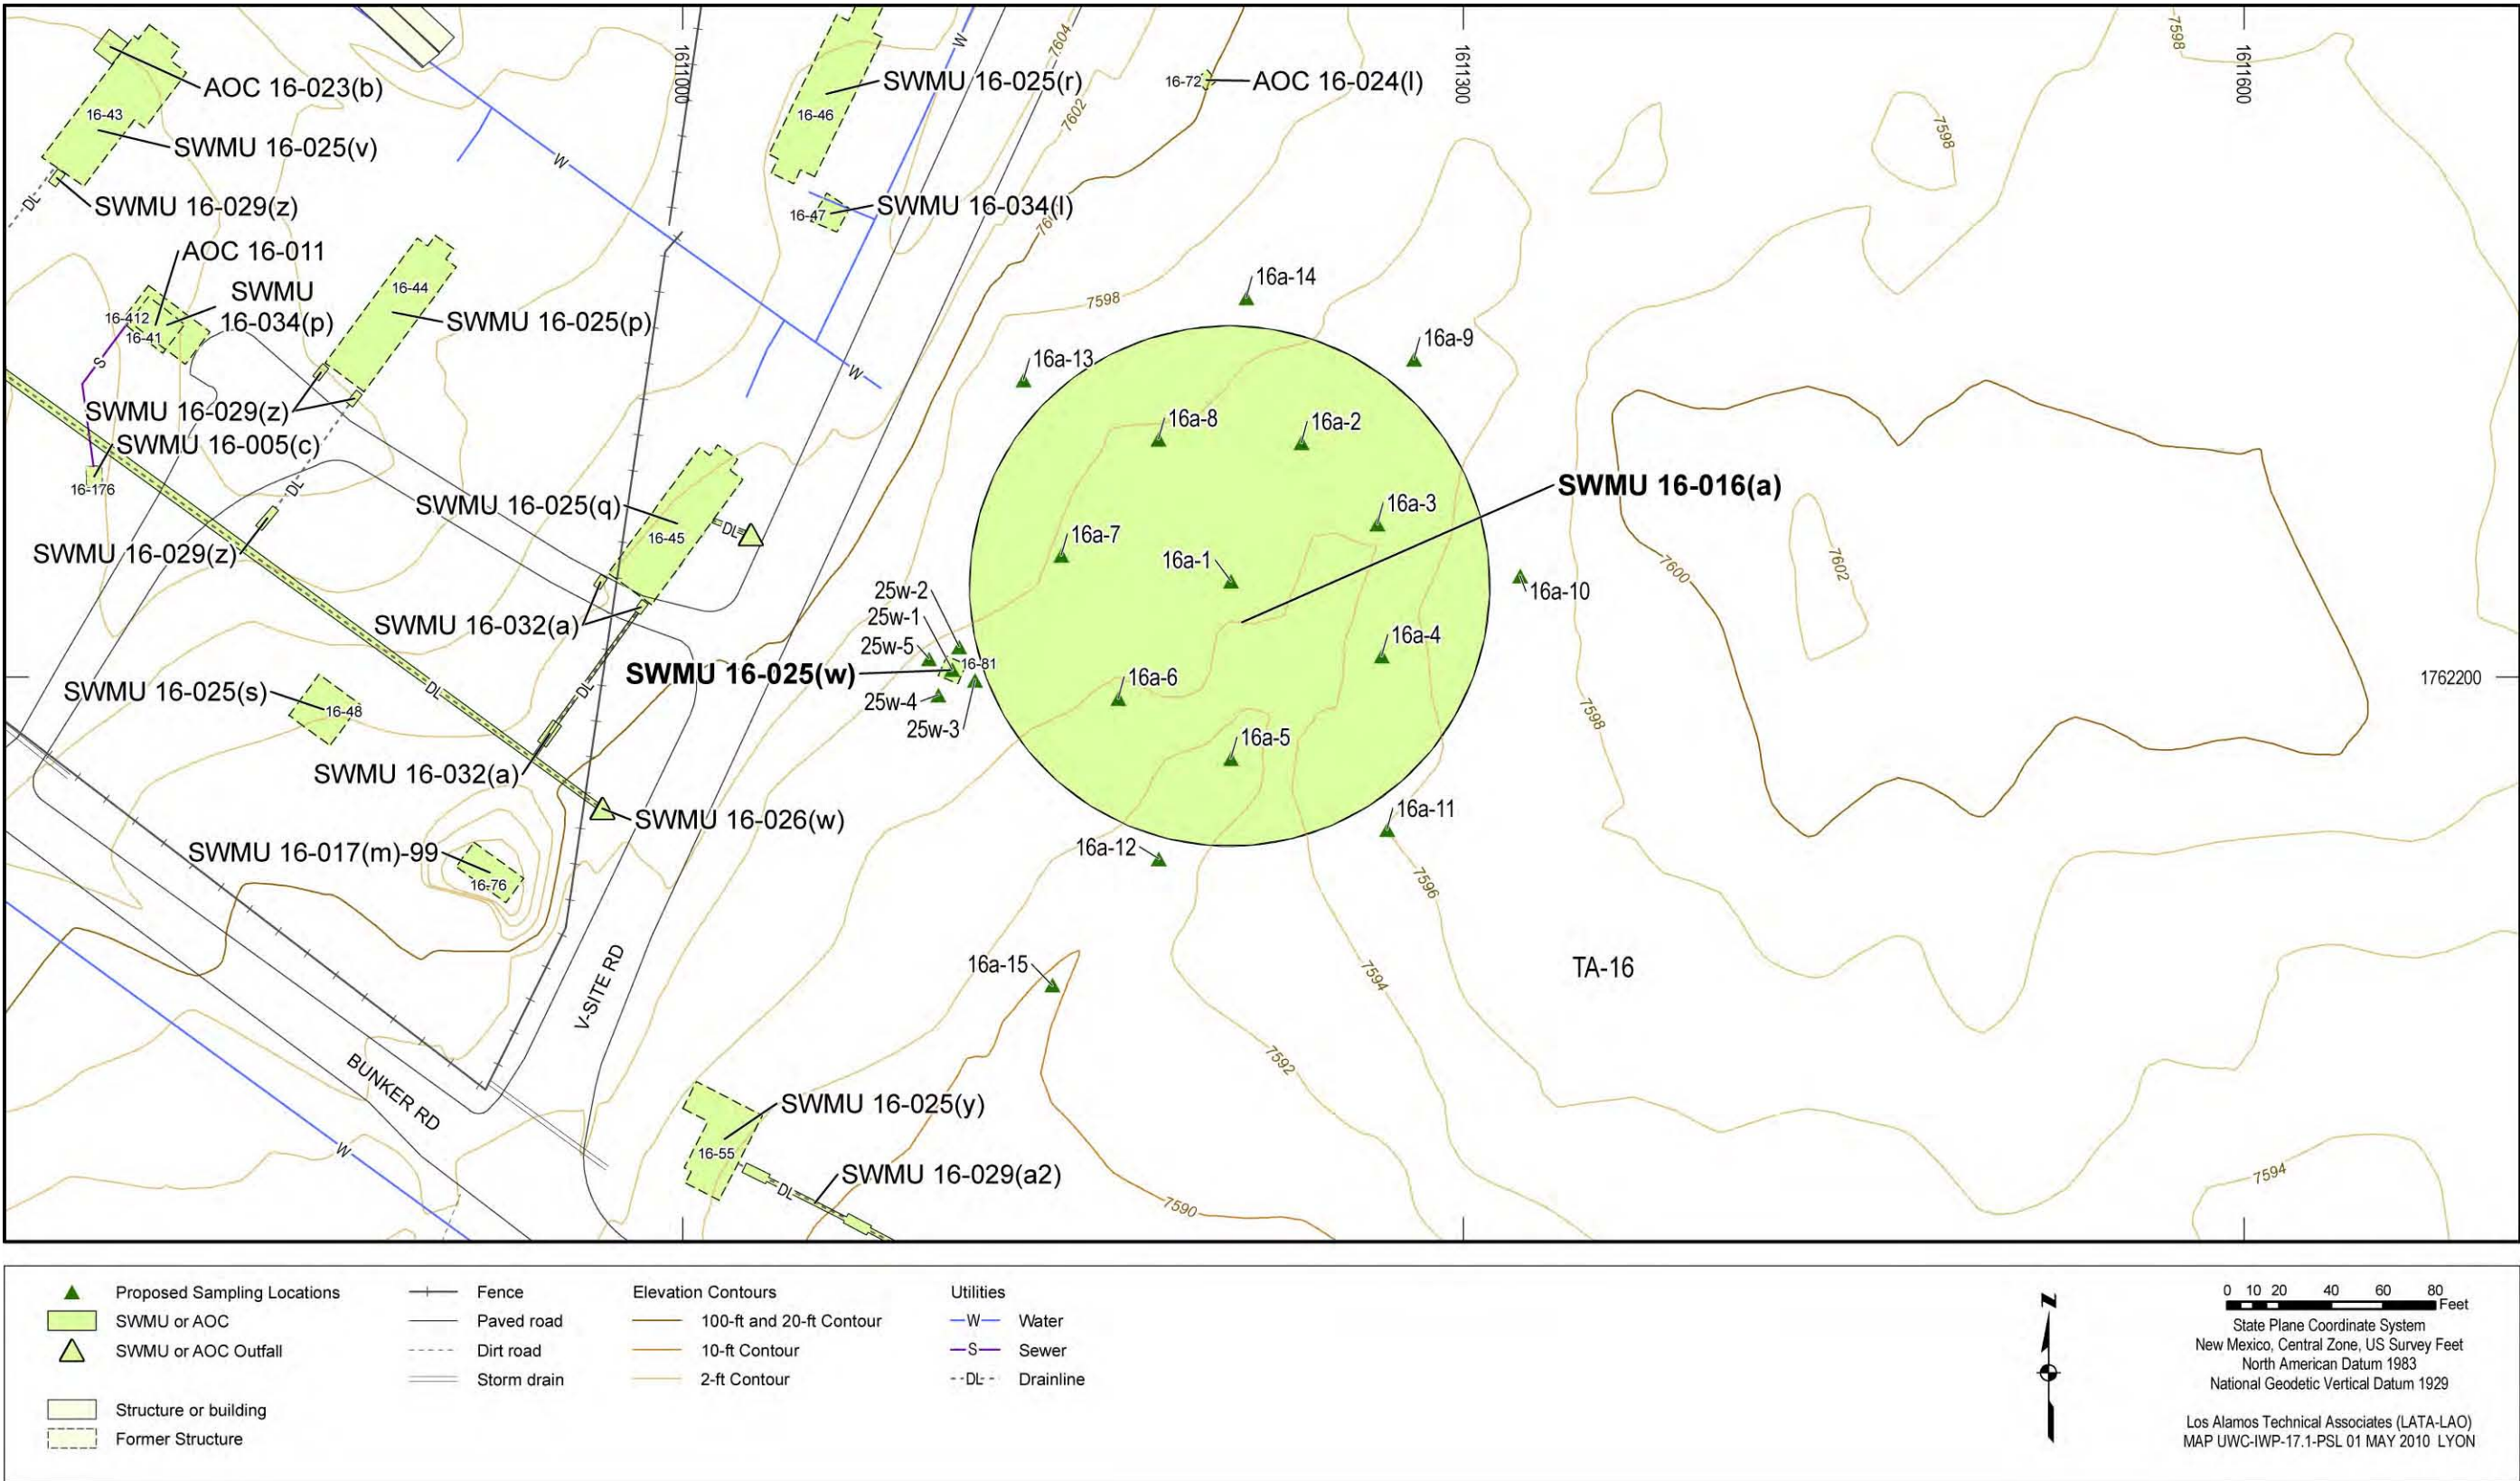 AOC 16-023(b)
16-43
SWMU 16-025(v)
SWMU 16-029(z)
DL
AOC 16-011
SWMU
16-034(p)
16-412
16-41
S
16-44
SWMU 16-025(p)
SWMU 16-029(z)
SWMU 16-005(c)
16-176
DL
SWMU 16-029(z)
W
1611000
SWMU 16-025(r)
16-46
W
7604
7602
16-47
SWMU 16-034(l)
W
16-72
AOC 16-024(l)
1611300
7598
1611600
7598
7598
16a-14
16a-13
16a-9
16a-8
16a-2
SWMU 16-016(a)
16a-3
16a-7
16a-1
16a-10
16a-4
16a-6
16a-5
16a-11
16a-12
7600
7602
7598
1762200
SWMU 16-025(q)
16-45
DL
25w-2
25w-1
25w-5
16-81
SWMU 16-025(w)
25w-4
25w-3
SWMU 16-032(a)
DL
DL
SWMU 16-025(s)
16-48
SWMU 16-032(a)
SWMU 16-026(w)
SWMU 16-017(m)-99
16-76
7596
16a-15
7594
TA-16
V-SITE RD
BUNKER RD
W
7592
SWMU 16-025(y)
16-55
SWMU 16-029(a2)
DL
7590
7594
Proposed Sampling Locations
SWMU or AOC
SWMU or AOC Outfall
Structure or building
Former Structure
Fence
Paved road
Dirt road
Storm drain
Elevation Contours
100-ft and 20-ft Contour
10-ft Contour
2-ft Contour
Utilities
W Water
S Sewer
DL Drainline
N
0 10 20 40 60 80
Feet
State Plane Coordinate System
New Mexico, Central Zone, US Survey Feet
North American Datum 1983
National Geodetic Vertical Datum 1929
Los Alamos Technical Associates (LATA-LAO)
MAP UWC-IWP-17.1-PSL 01 MAY 2010 LYON